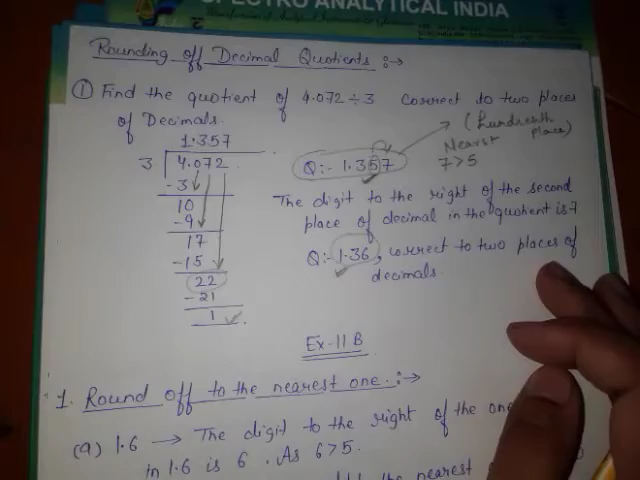 SPECTRO ANALYTICAL INDIA
Rounding off Decimal Quotients :→
① Find the quotient of 4.072 ÷ 3 correct to two places
of Decimals.
1.357
3 4.072
-3
10
-9
17
-15
22
-21
1
Q:- 1.357
(Hundreath place)
Nearst
7>5
The digit to the right of the second
place of decimal in the quotient is 7
Q:- 1.36, correct to two places of
decimals.
Ex-11 B
1. Round off to the nearest one :→
(a) 1.6 → The digit to the right of the one
in 1.6 is 6. As 6>5.
the nearest